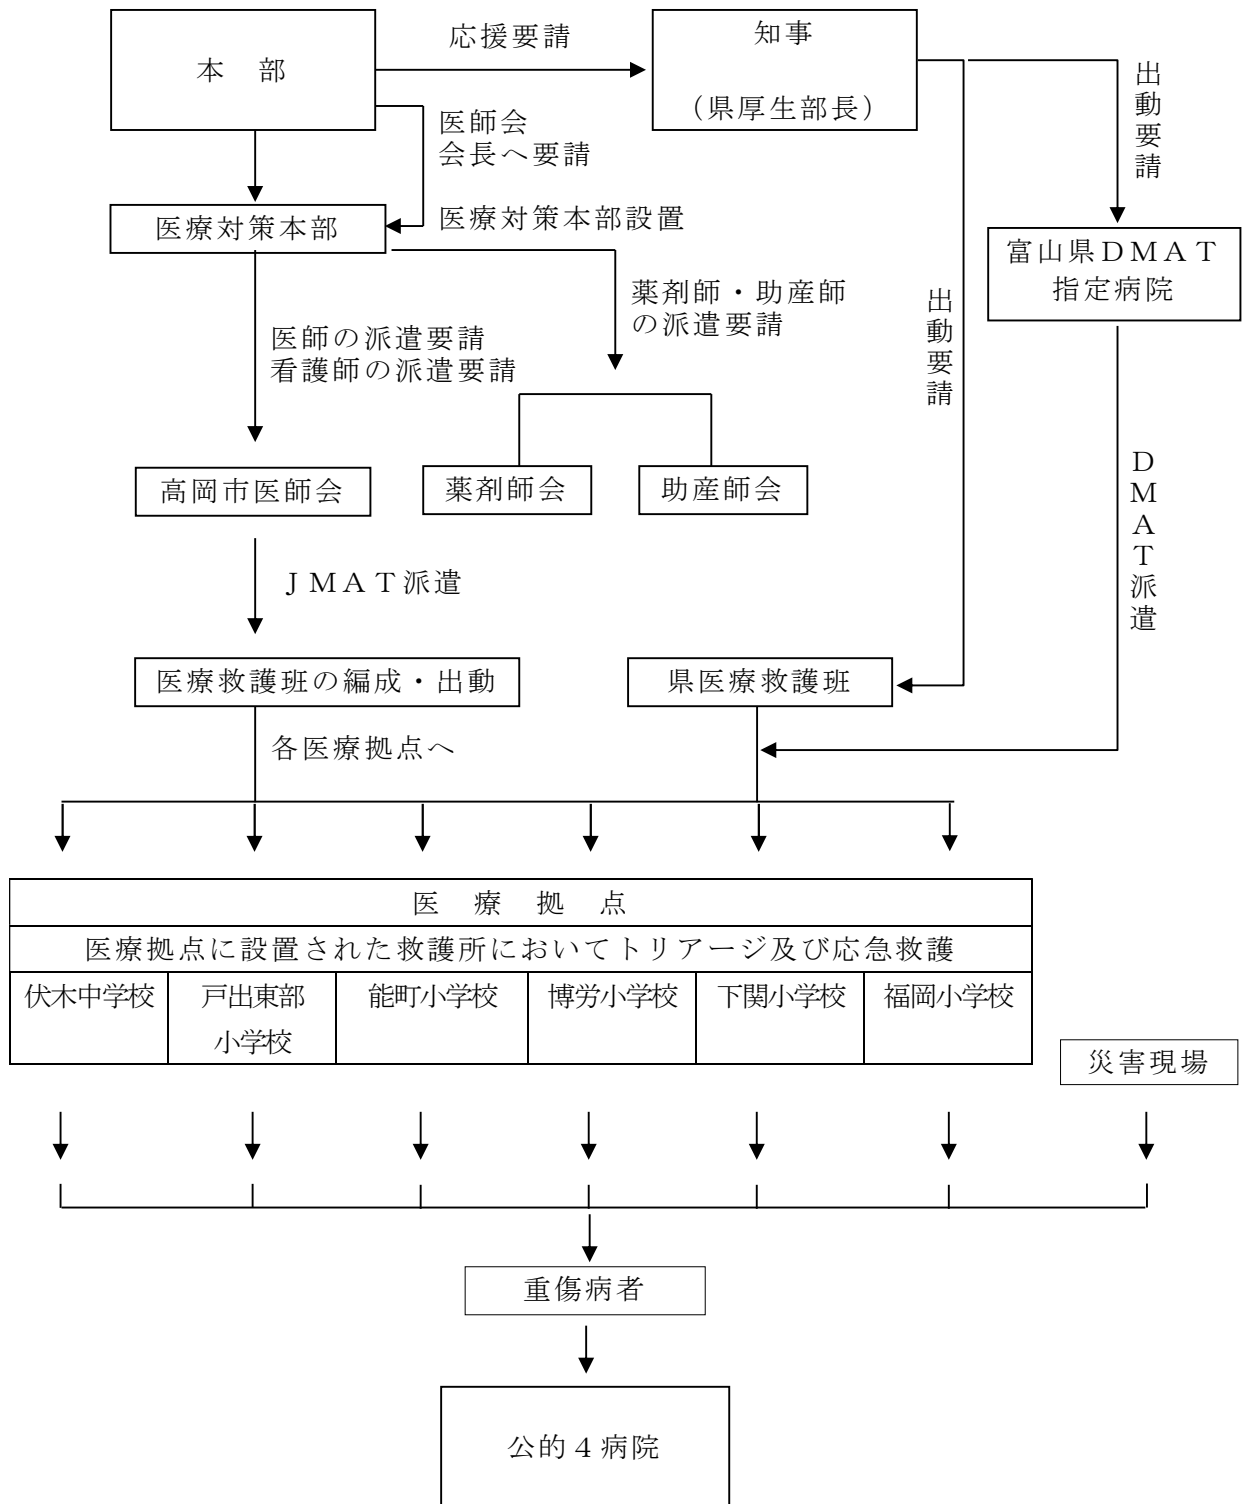 本　部
応援要請
知事
（県厚生部長）
出動要請
医師会
会長へ要請
医療対策本部
医療対策本部設置
富山県ＤＭＡＴ
指定病院
薬剤師・助産師
の派遣要請
出動要請
医師の派遣要請
看護師の派遣要請
高岡市医師会
薬剤師会
助産師会
ＤＭＡＴ派遣
ＪＭＡＴ派遣
医療救護班の編成・出動
県医療救護班
各医療拠点へ
医　療　拠　点
医療拠点に設置された救護所においてトリアージ及び応急救護
伏木中学校
戸出東部
小学校
能町小学校
博労小学校
下関小学校
福岡小学校
災害現場
重傷病者
公的４病院